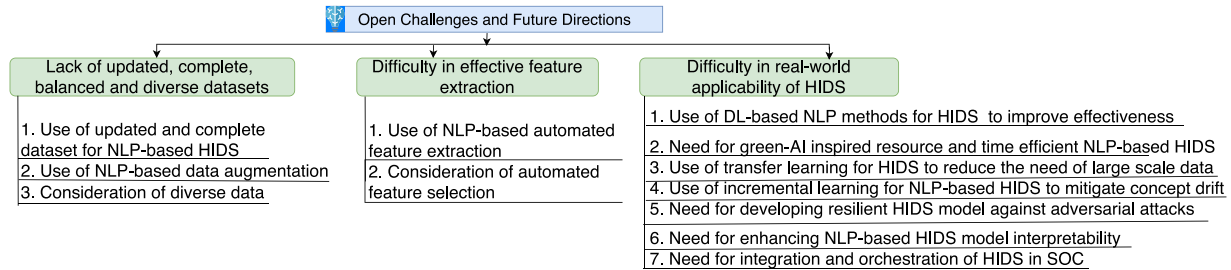 Open Challenges and Future Directions
Lack of updated, complete,
balanced and diverse datasets
1. Use of updated and complete
dataset for NLP-based HIDS
2. Use of NLP-based data augmentation
3. Consideration of diverse data
Difficulty in effective feature
extraction
1. Use of NLP-based automated
feature extraction
2. Consideration of automated
feature selection
Difficulty in real-world
applicability of HIDS
1. Use of DL-based NLP methods for HIDS to improve effectiveness
2. Need for green-AI inspired resource and time efficient NLP-based HIDS
3. Use of transfer learning for HIDS to reduce the need of large scale data
4. Use of incremental learning for NLP-based HIDS to mitigate concept drift
5. Need for developing resilient HIDS model against adversarial attacks
6. Need for enhancing NLP-based HIDS model interpretability
7. Need for integration and orchestration of HIDS in SOC